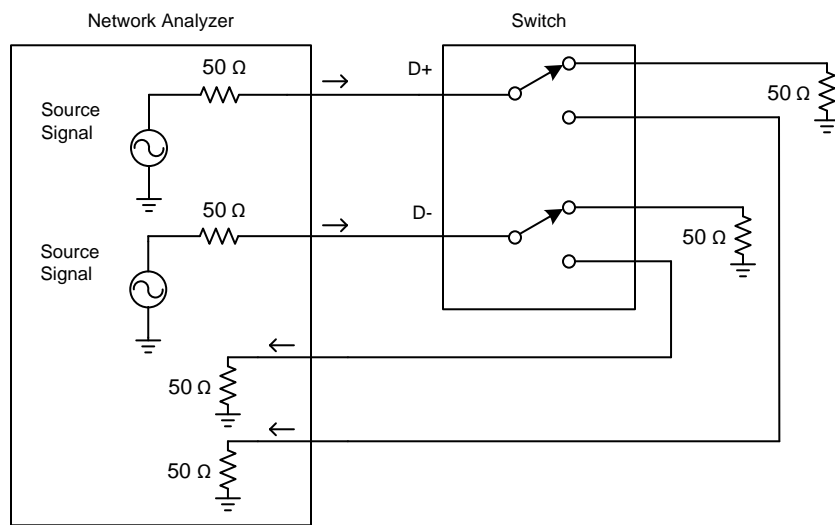 Network Analyzer
Switch
50 Ω
D+
50 Ω
Source
Signal
50 Ω
D-
50 Ω
Source
Signal
50 Ω
50 Ω